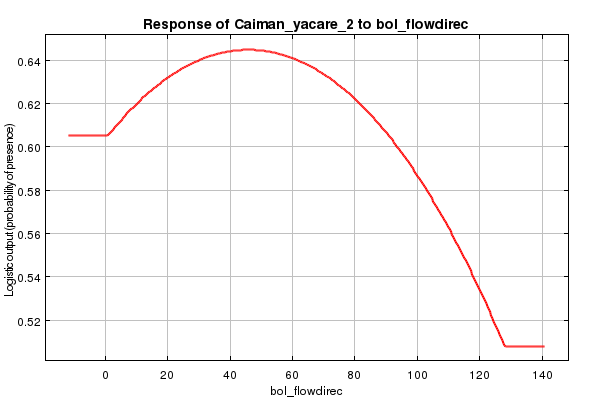 Response of Caiman_yacare_2 to bol_flowdirec
Logistic output (probability of presence)
0.64
0.62
0.60
0.58
0.56
0.54
0.52
0 20 40 60 80 100 120 140
bol_flowdirec